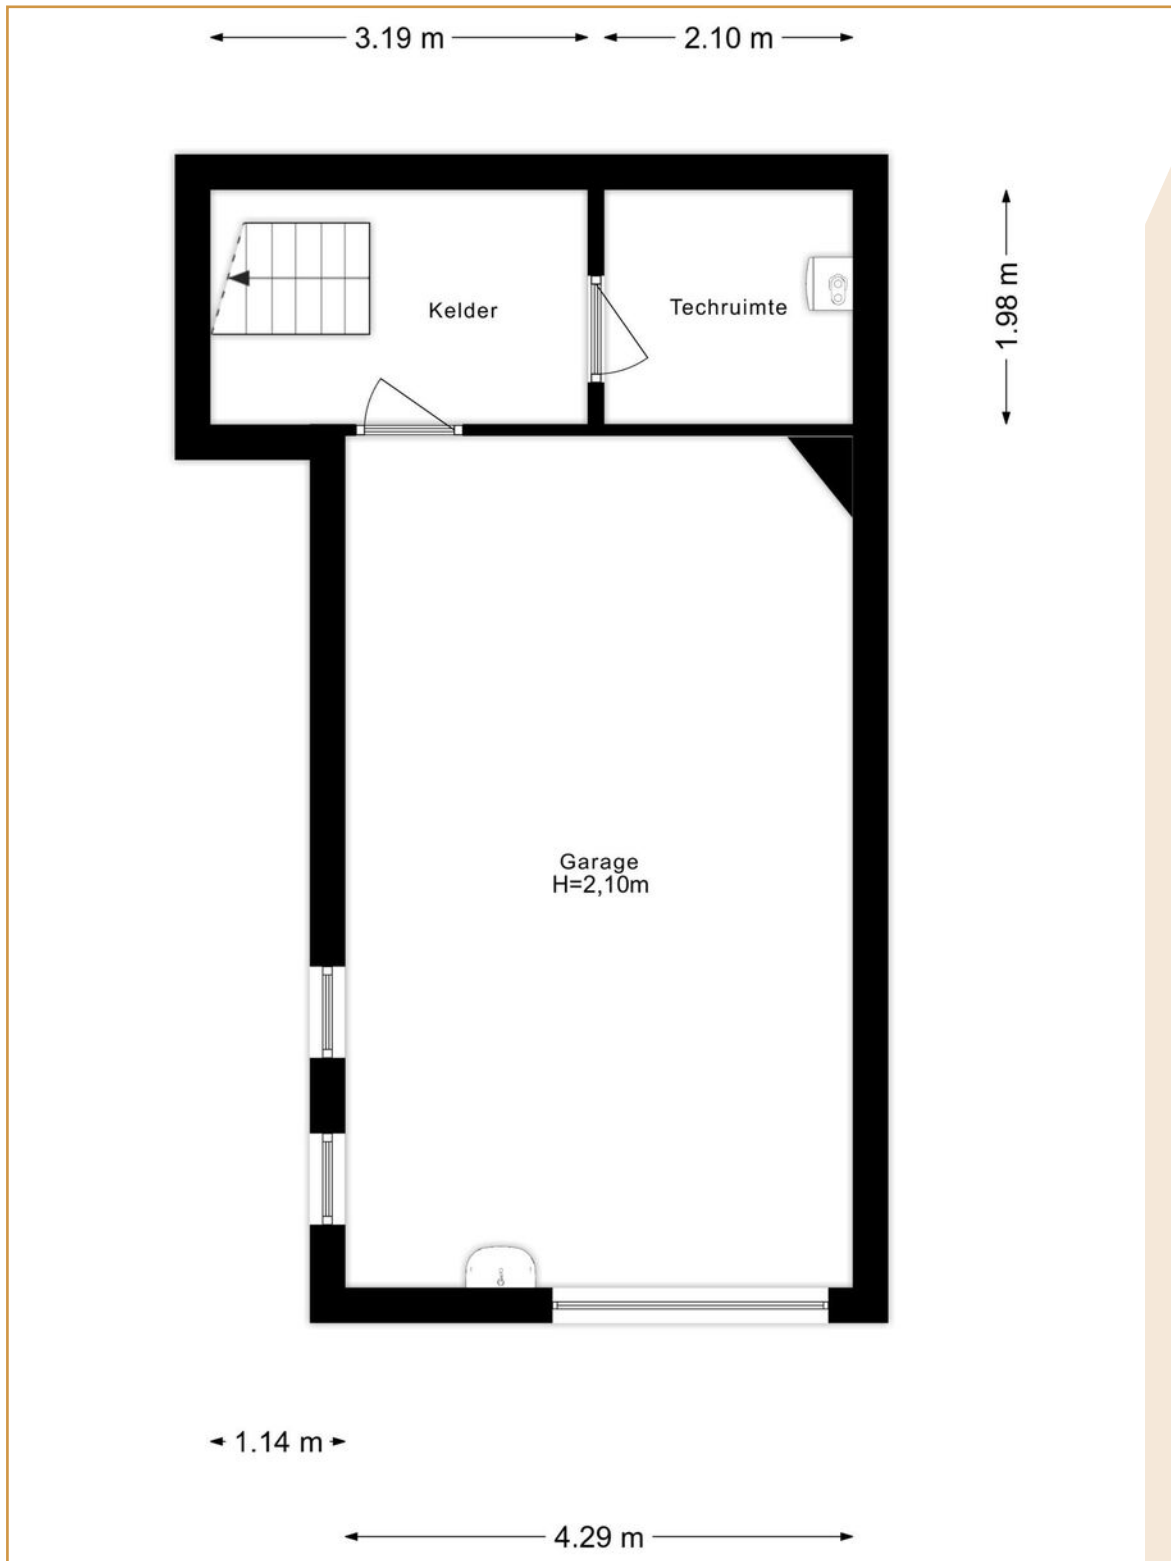 3.19 m
2.10 m
1.98 m
Kelder
Techruimte
Garage
H=2,10m
1.14 m
4.29 m